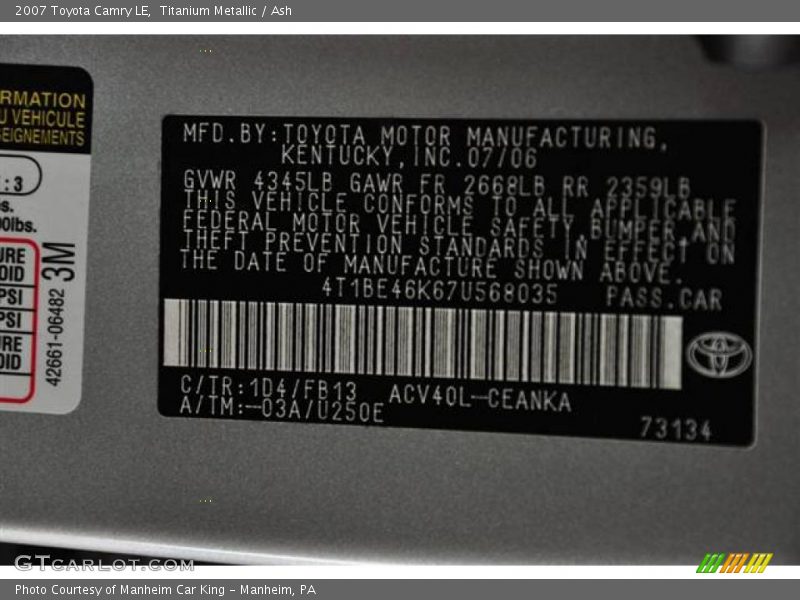 2007 Toyota Camry LE, Titanium Metallic / Ash
RMATION
U VEHICULE
SEIGNEMENTS
:3
s.
00lbs.
URE
OID
PSI
PSI
URE
OID
42661-06482 3M
MFD.BY:TOYOTA MOTOR MANUFACTURING,
KENTUCKY,INC.07/06
GVWR 4345LB GAWR FR 2668LB RR 2359LB
THIS VEHICLE CONFORMS TO ALL APPLICABLE
FEDERAL MOTOR VEHICLE SAFETY,BUMPER,AND
THEFT PREVENTION STANDARDS IN EFFECT ON
THE DATE OF MANUFACTURE SHOWN ABOVE.
4T1BE46K67U568035 PASS.CAR
C/TR:1D4/FB13 ACV40L-CEANKA
A/TM:-03A/U250E
73134
GTcarlot.com
Photo Courtesy of Manheim Car King - Manheim, PA